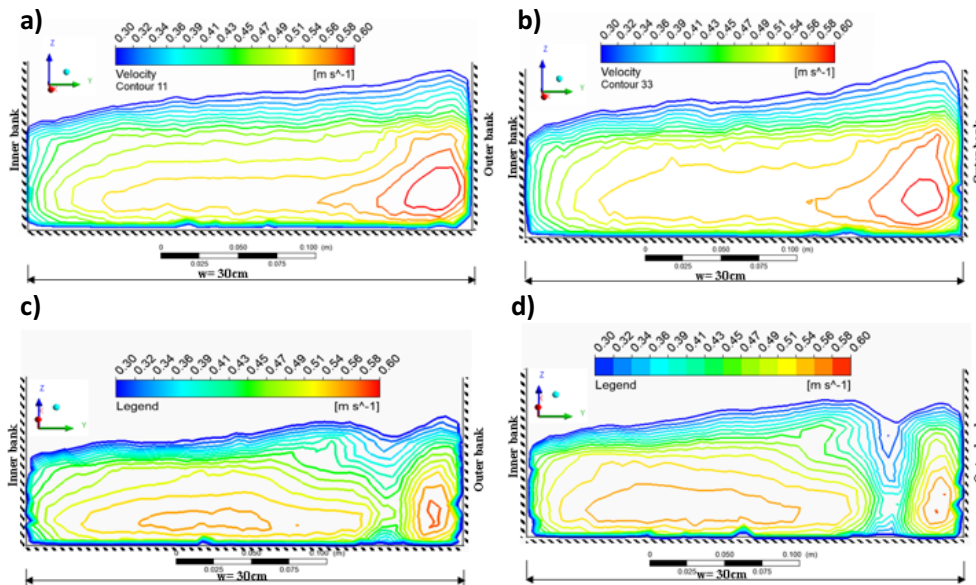 a)
0.30 0.32 0.34 0.36 0.39 0.41 0.43 0.45 0.47 0.49 0.51 0.54 0.56 0.58 0.60
Velocity
Contour 11
[m s^-1]
Z
Y
Inner bank
Outer bank
0 0.050 0.100 (m)
0.025 0.075
w= 30cm
b)
0.30 0.32 0.34 0.36 0.39 0.41 0.43 0.45 0.47 0.49 0.51 0.54 0.56 0.58 0.60
Velocity
Contour 33
[m s^-1]
Z
Y
Inner bank
0 0.050 0.100 (m)
0.025 0.075
w= 30cm
c)
0.30 0.32 0.34 0.36 0.39 0.41 0.43 0.45 0.47 0.49 0.51 0.54 0.56 0.58 0.60
Legend
[m s^-1]
Z
Y
Inner bank
Outer bank
0 0.050 0.100 (m)
0.025 0.075
w= 30cm
d)
0.30 0.32 0.34 0.36 0.39 0.41 0.43 0.45 0.47 0.49 0.51 0.54 0.56 0.58 0.60
Legend
[m s^-1]
Z
Y
Inner bank
0 0.050 0.100 (m)
0.025 0.075
w= 30cm